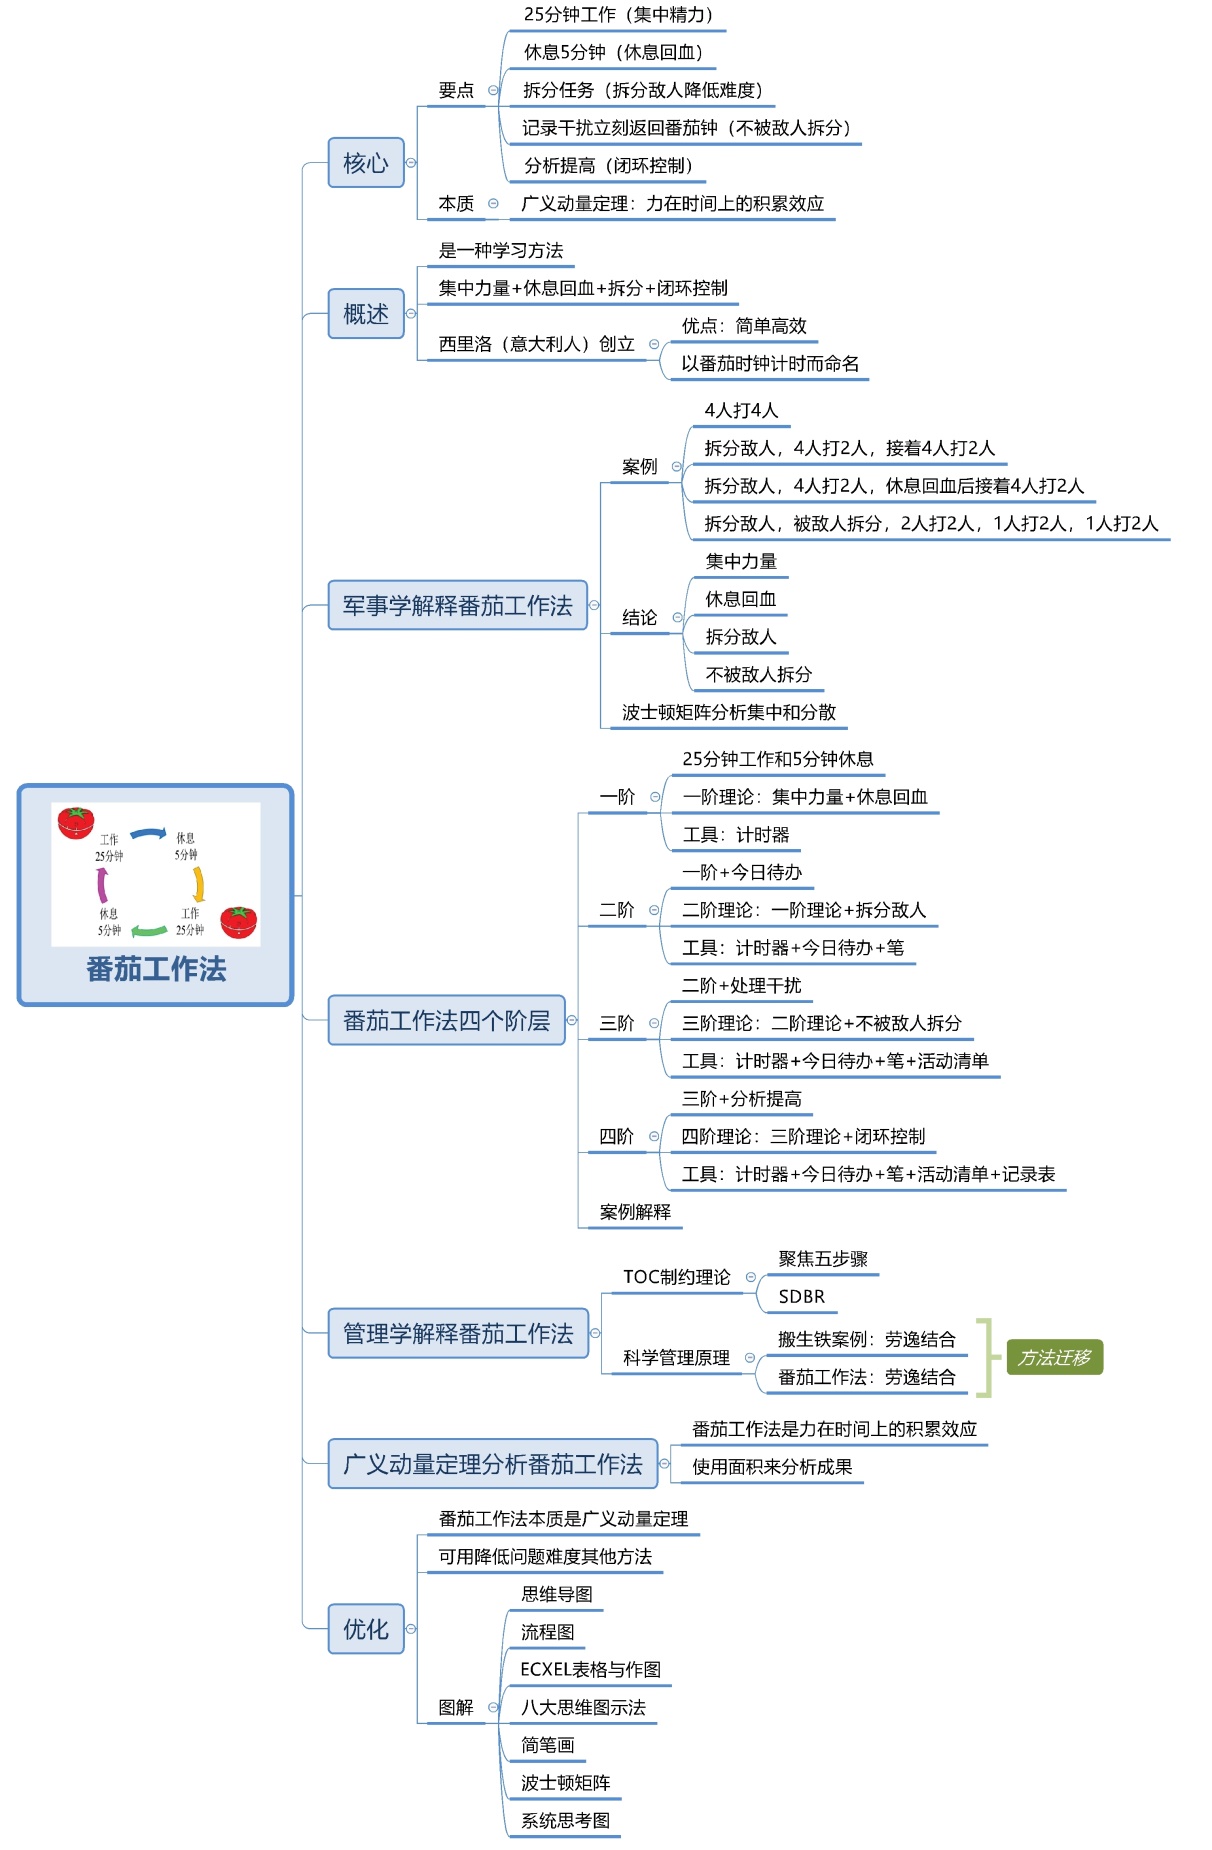 25分钟工作（集中精力）
休息5分钟（休息回血）
要点
拆分任务（拆分敌人降低难度）
记录干扰立刻返回番茄钟（不被敌人拆分）
核心
分析提高（闭环控制）
本质
广义动量定理：力在时间上的积累效应
是一种学习方法
集中力量+休息回血+拆分+闭环控制
概述
优点：简单高效
西里洛（意大利人）创立
以番茄时钟计时而命名
4人打4人
拆分敌人，4人打2人，接着4人打2人
案例
拆分敌人，4人打2人，休息回血后接着4人打2人
拆分敌人，被敌人拆分，2人打2人，1人打2人，1人打2人
集中力量
军事学解释番茄工作法
休息回血
结论
拆分敌人
不被敌人拆分
波士顿矩阵分析集中和分散
25分钟工作和5分钟休息
一阶
一阶理论：集中力量+休息回血
工具：计时器
一阶+今日待办
二阶
二阶理论：一阶理论+拆分敌人
工具：计时器+今日待办+笔
工作
25分钟
休息
5分钟
休息
5分钟
工作
25分钟
番茄工作法
二阶+处理干扰
番茄工作法四个阶层
三阶
三阶理论：二阶理论+不被敌人拆分
工具：计时器+今日待办+笔+活动清单
三阶+分析提高
四阶
四阶理论：三阶理论+闭环控制
工具：计时器+今日待办+笔+活动清单+记录表
案例解释
聚焦五步骤
TOC制约理论
SDBR
管理学解释番茄工作法
搬生铁案例：劳逸结合
科学管理原理
方法迁移
番茄工作法：劳逸结合
番茄工作法是力在时间上的积累效应
广义动量定理分析番茄工作法
使用面积来分析成果
番茄工作法本质是广义动量定理
可用降低问题难度其他方法
优化
思维导图
流程图
ECXEL表格与作图
图解
八大思维图示法
简笔画
波士顿矩阵
系统思考图